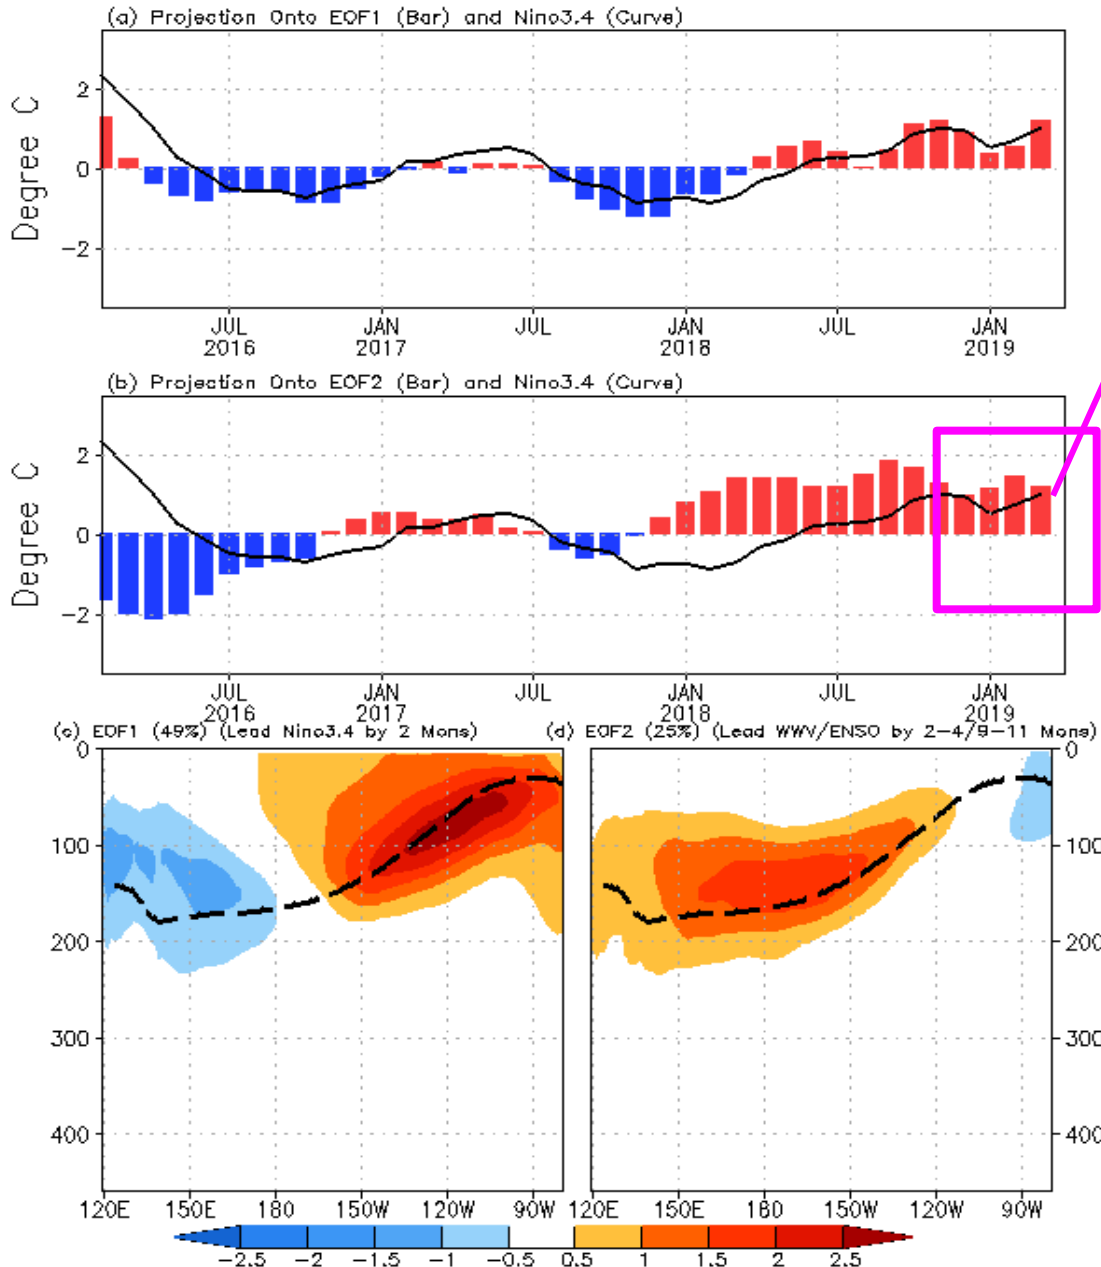 (a) Projection Onto EOF1 (Bar) and Nino3.4 (Curve)
Degree C
2
0
−2
JUL JAN JUL JAN JUL JAN
2016 2017 2018 2019
(b) Projection Onto EOF2 (Bar) and Nino3.4 (Curve)
Degree C
2
0
−2
JUL JAN JUL JAN JUL JAN
2016 2017 2018 2019
(c) EOF1 (49%) (Lead Nino3.4 by 2 Mons)
0
100
200
300
400
120E 150E 180 150W 120W 90W
(d) EOF2 (25%) (Lead WWV/ENSO by 2−4/9−11 Mons)
0
100
200
300
400
120E 150E 180 150W 120W 90W
−2.5 −2 −1.5 −1 −0.5 0.5 1 1.5 2 2.5